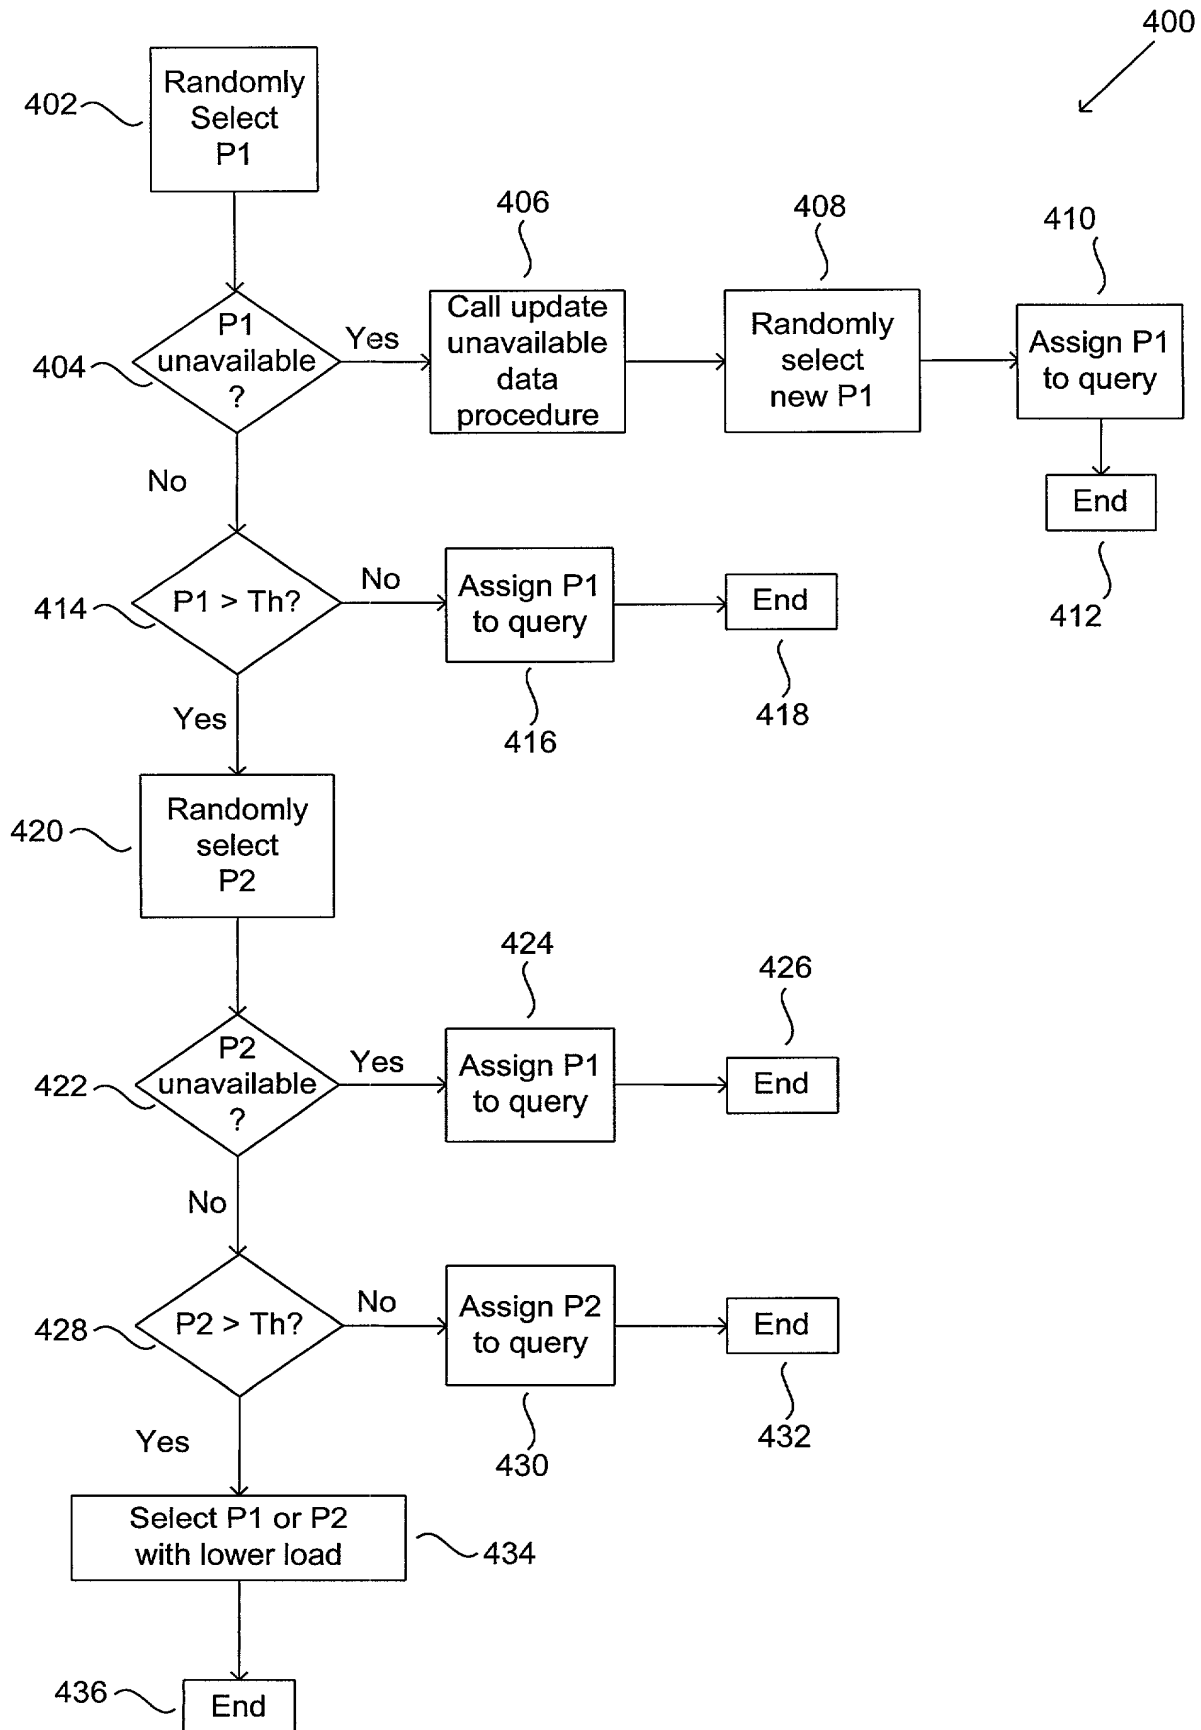 400
Randomly
Select
P1
402
406
408
410
P1
unavailable
?
404
Yes
Call update
unavailable
data
procedure
Randomly
select
new P1
Assign P1
to query
No
End
412
P1 > Th?
414
No
Assign P1
to query
416
End
418
Yes
Randomly
select
P2
420
424
426
P2
unavailable
?
422
Yes
Assign P1
to query
End
No
P2 > Th?
428
No
Assign P2
to query
430
End
432
Yes
Select P1 or P2
with lower load
434
End
436